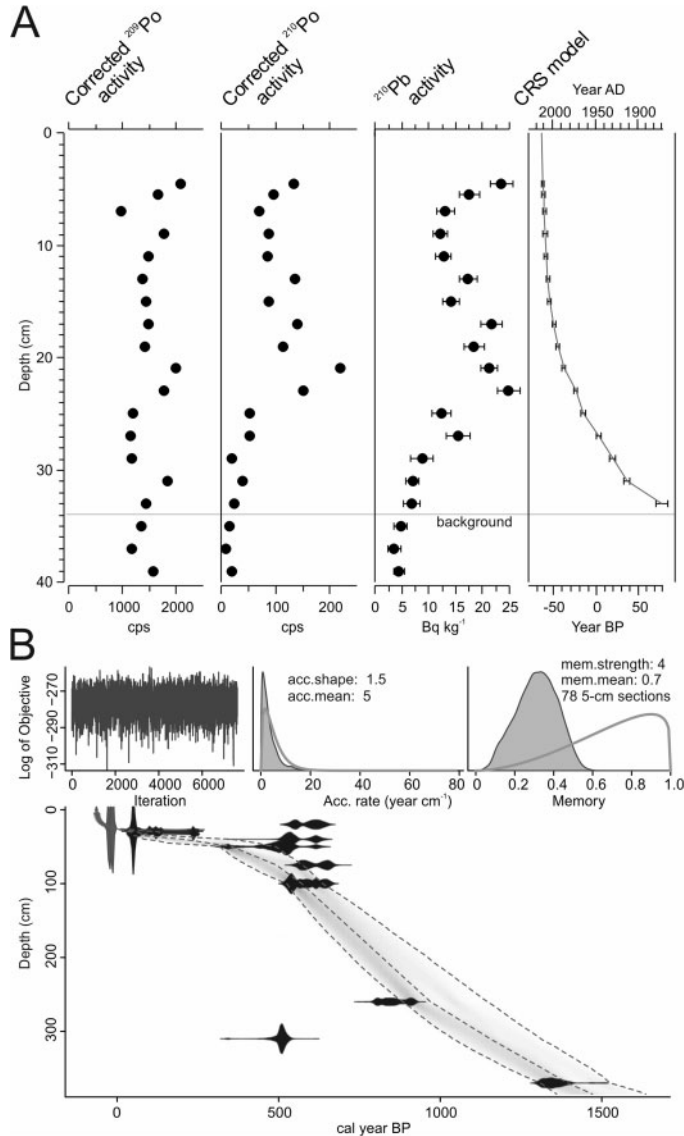 A
Corrected ²⁰⁹Po activity
Corrected ²¹⁰Po activity
²¹⁰Pb activity
CRS model
Year AD
2000 1950 1900
0
10
20
30
40
Depth (cm)
background
0 1000 2000
cps
0 100 200
cps
0 5 10 15 20 25
Bq kg⁻¹
-50 0 50
Year BP
B
Log of Objective
-270
-290
-310
0 2000 4000 6000
Iteration
acc.shape: 1.5
acc.mean: 5
0 20 40 60 80
Acc. rate (year cm⁻¹)
mem.strength: 4
mem.mean: 0.7
78 5-cm sections
0 0.2 0.4 0.6 0.8 1.0
Memory
0
100
200
300
Depth (cm)
0 500 1000 1500
cal year BP